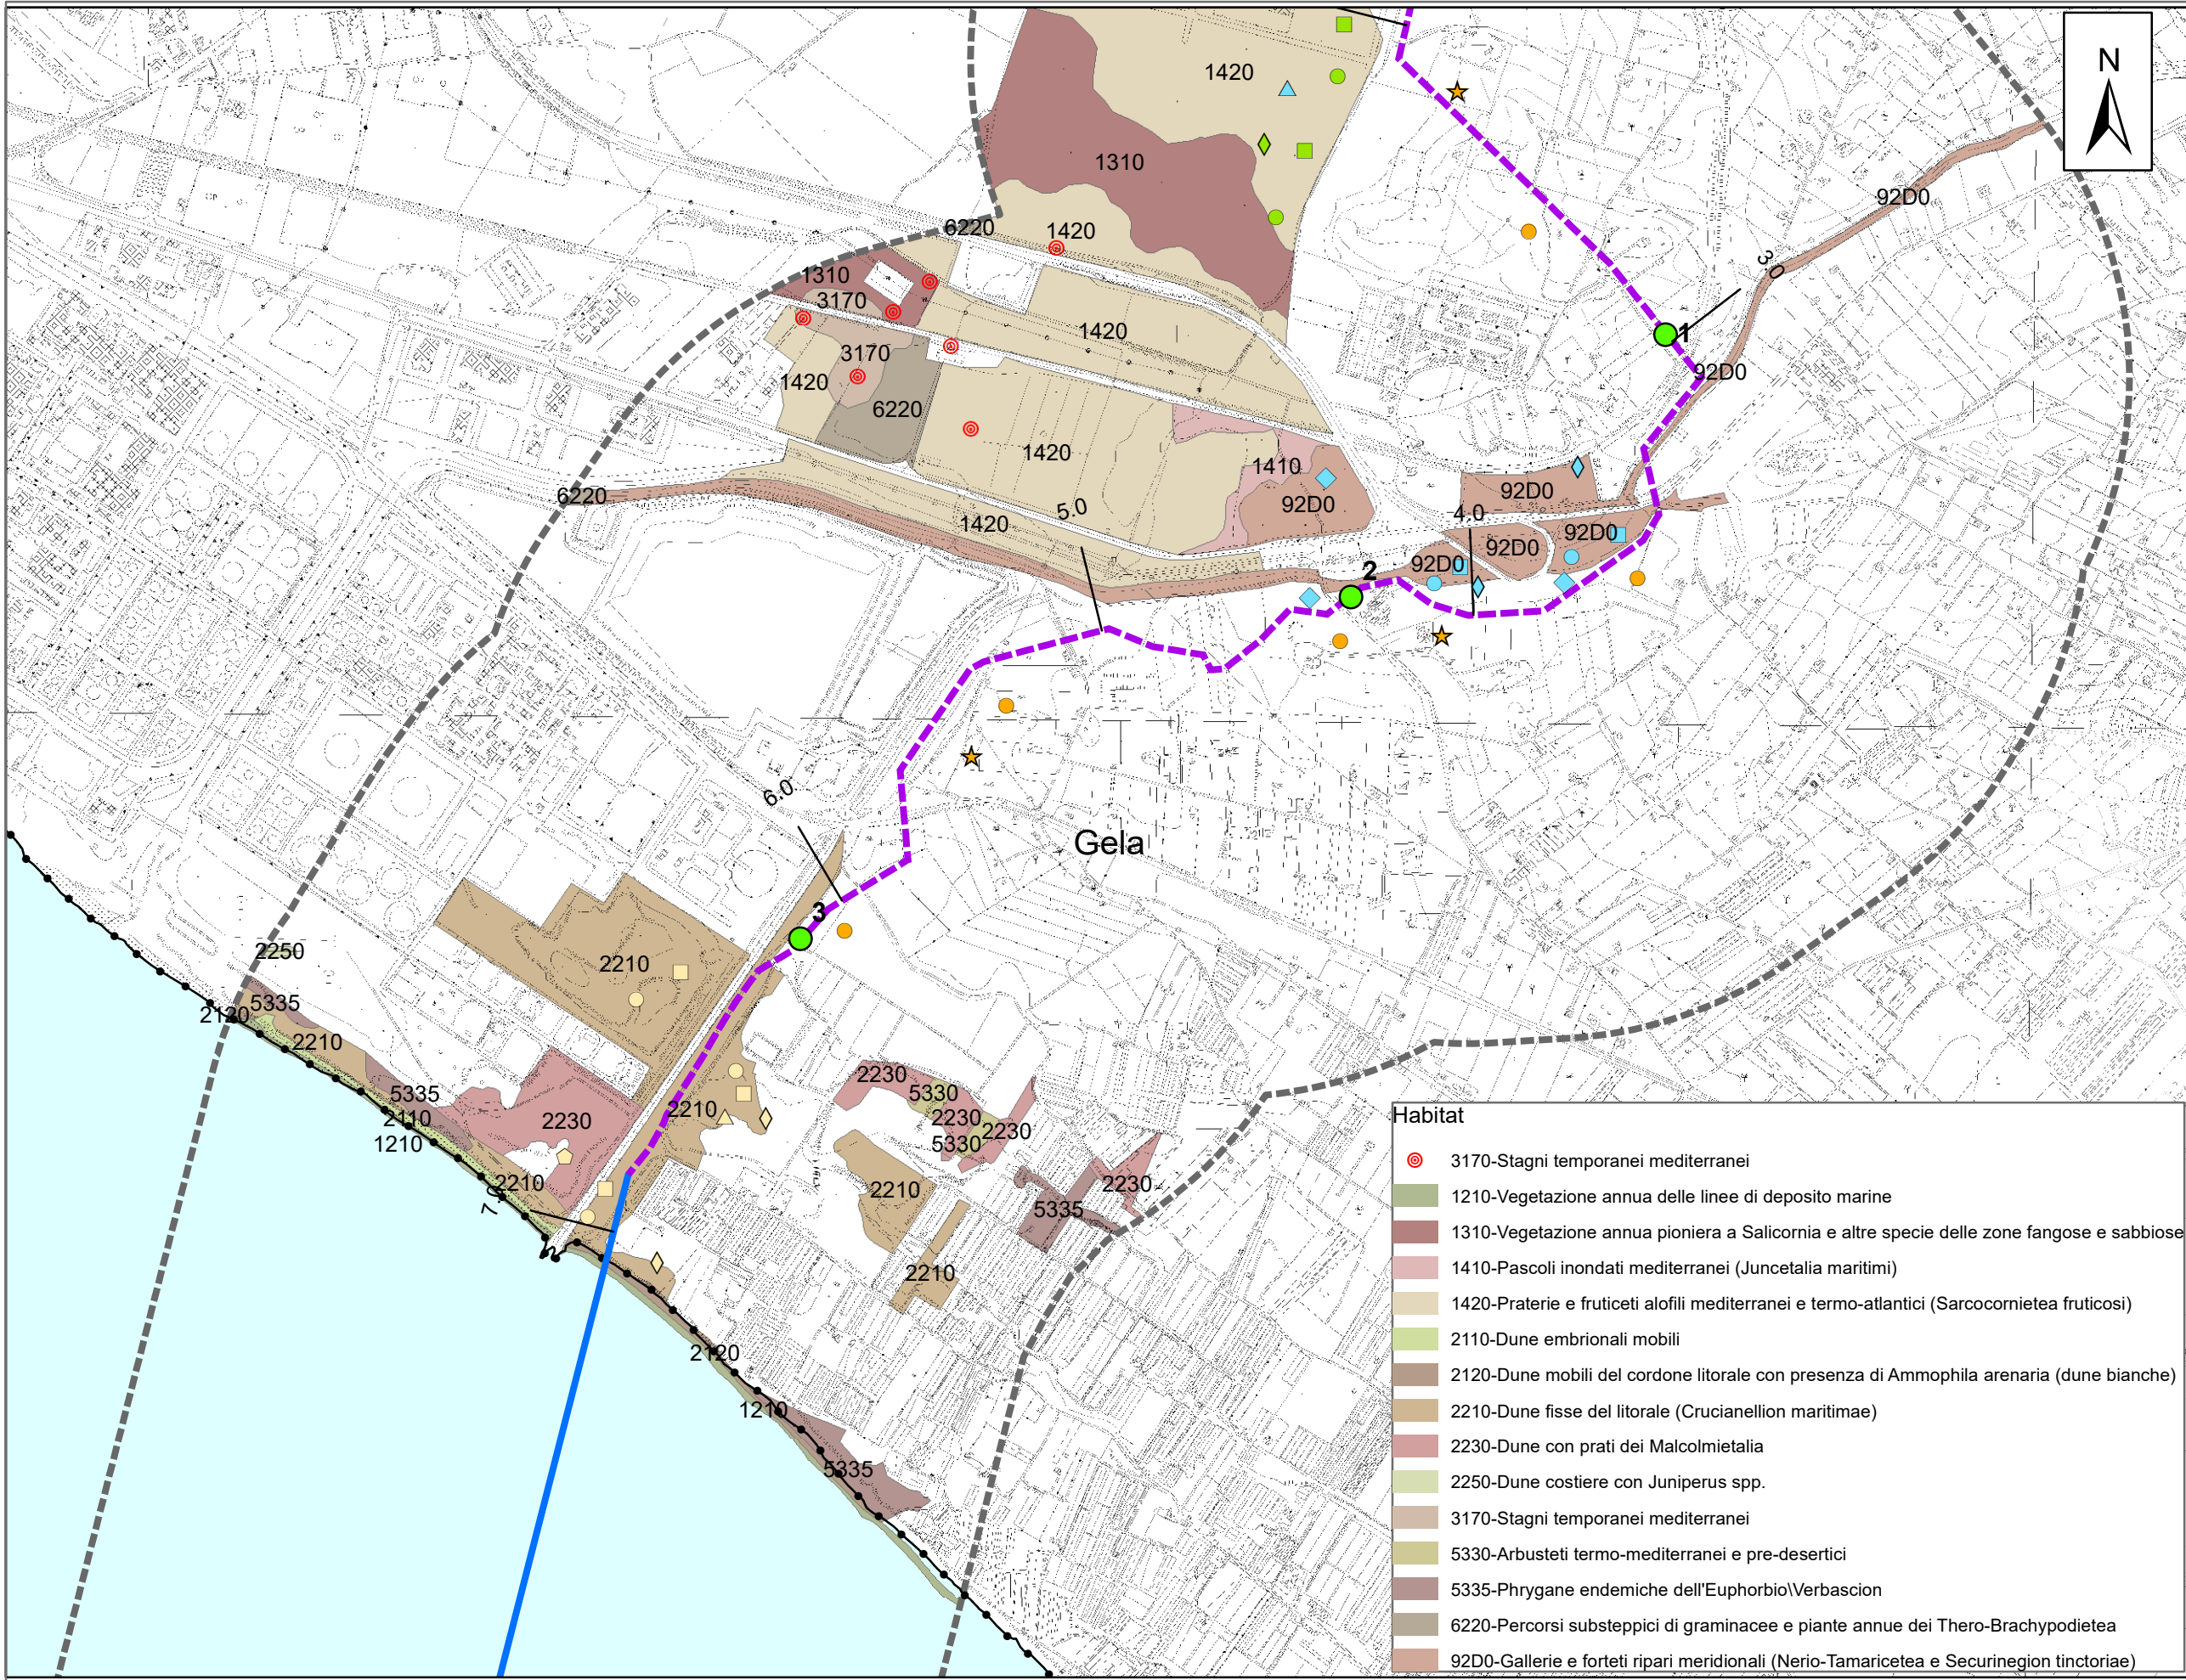 N
1420
1310
92D0
6220
1420
3.0
1310
3170
1
1420
3170
92D0
1420
6220
1420
1410
92D0
92D0
6220
5.0
4.0
1420
92D0
92D0
92D0
2
6.0
Gela
3
2250
2210
5335
2120
2210
2230
5335
5330
2110
2210
2230
2230
2230
1210
5330
2210
2230
2210
5335
7.0
2210
2120
1210
5335
Habitat
3170-Stagni temporanei mediterranei
1210-Vegetazione annua delle linee di deposito marine
1310-Vegetazione annua pioniera a Salicornia e altre specie delle zone fangose e sabbiose
1410-Pascoli inondati mediterranei (Juncetalia maritimi)
1420-Praterie e fruticeti alofili mediterranei e termo-atlantici (Sarcocornietea fruticosi)
2110-Dune embrionali mobili
2120-Dune mobili del cordone litorale con presenza di Ammophila arenaria (dune bianche)
2210-Dune fisse del litorale (Crucianellion maritimae)
2230-Dune con prati dei Malcolmietalia
2250-Dune costiere con Juniperus spp.
3170-Stagni temporanei mediterranei
5330-Arbusteti termo-mediterranei e pre-desertici
5335-Phrygane endemiche dell'Euphorbio\Verbascion
6220-Percorsi substeppici di graminacee e piante annue dei Thero-Brachypodietea
92D0-Gallerie e forteti ripari meridionali (Nerio-Tamaricetea e Securinegion tinctoriae)